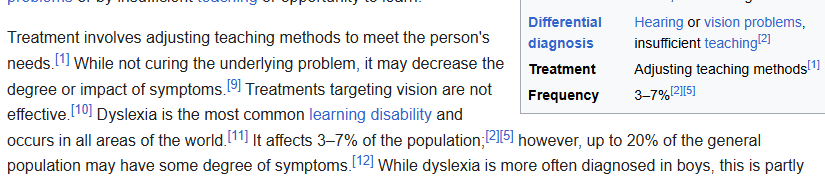 problems or by insufficient teaching or opportunity to learn.
Treatment involves adjusting teaching methods to meet the person's
needs.[1] While not curing the underlying problem, it may decrease the
degree or impact of symptoms.[9] Treatments targeting vision are not
effective.[10] Dyslexia is the most common learning disability and
occurs in all areas of the world.[11] It affects 3–7% of the population;[2][5] however, up to 20% of the general
population may have some degree of symptoms.[12] While dyslexia is more often diagnosed in boys, this is partly
Differential Hearing or vision problems,
diagnosis insufficient teaching[2]
Treatment Adjusting teaching methods[1]
Frequency 3–7%[2][5]